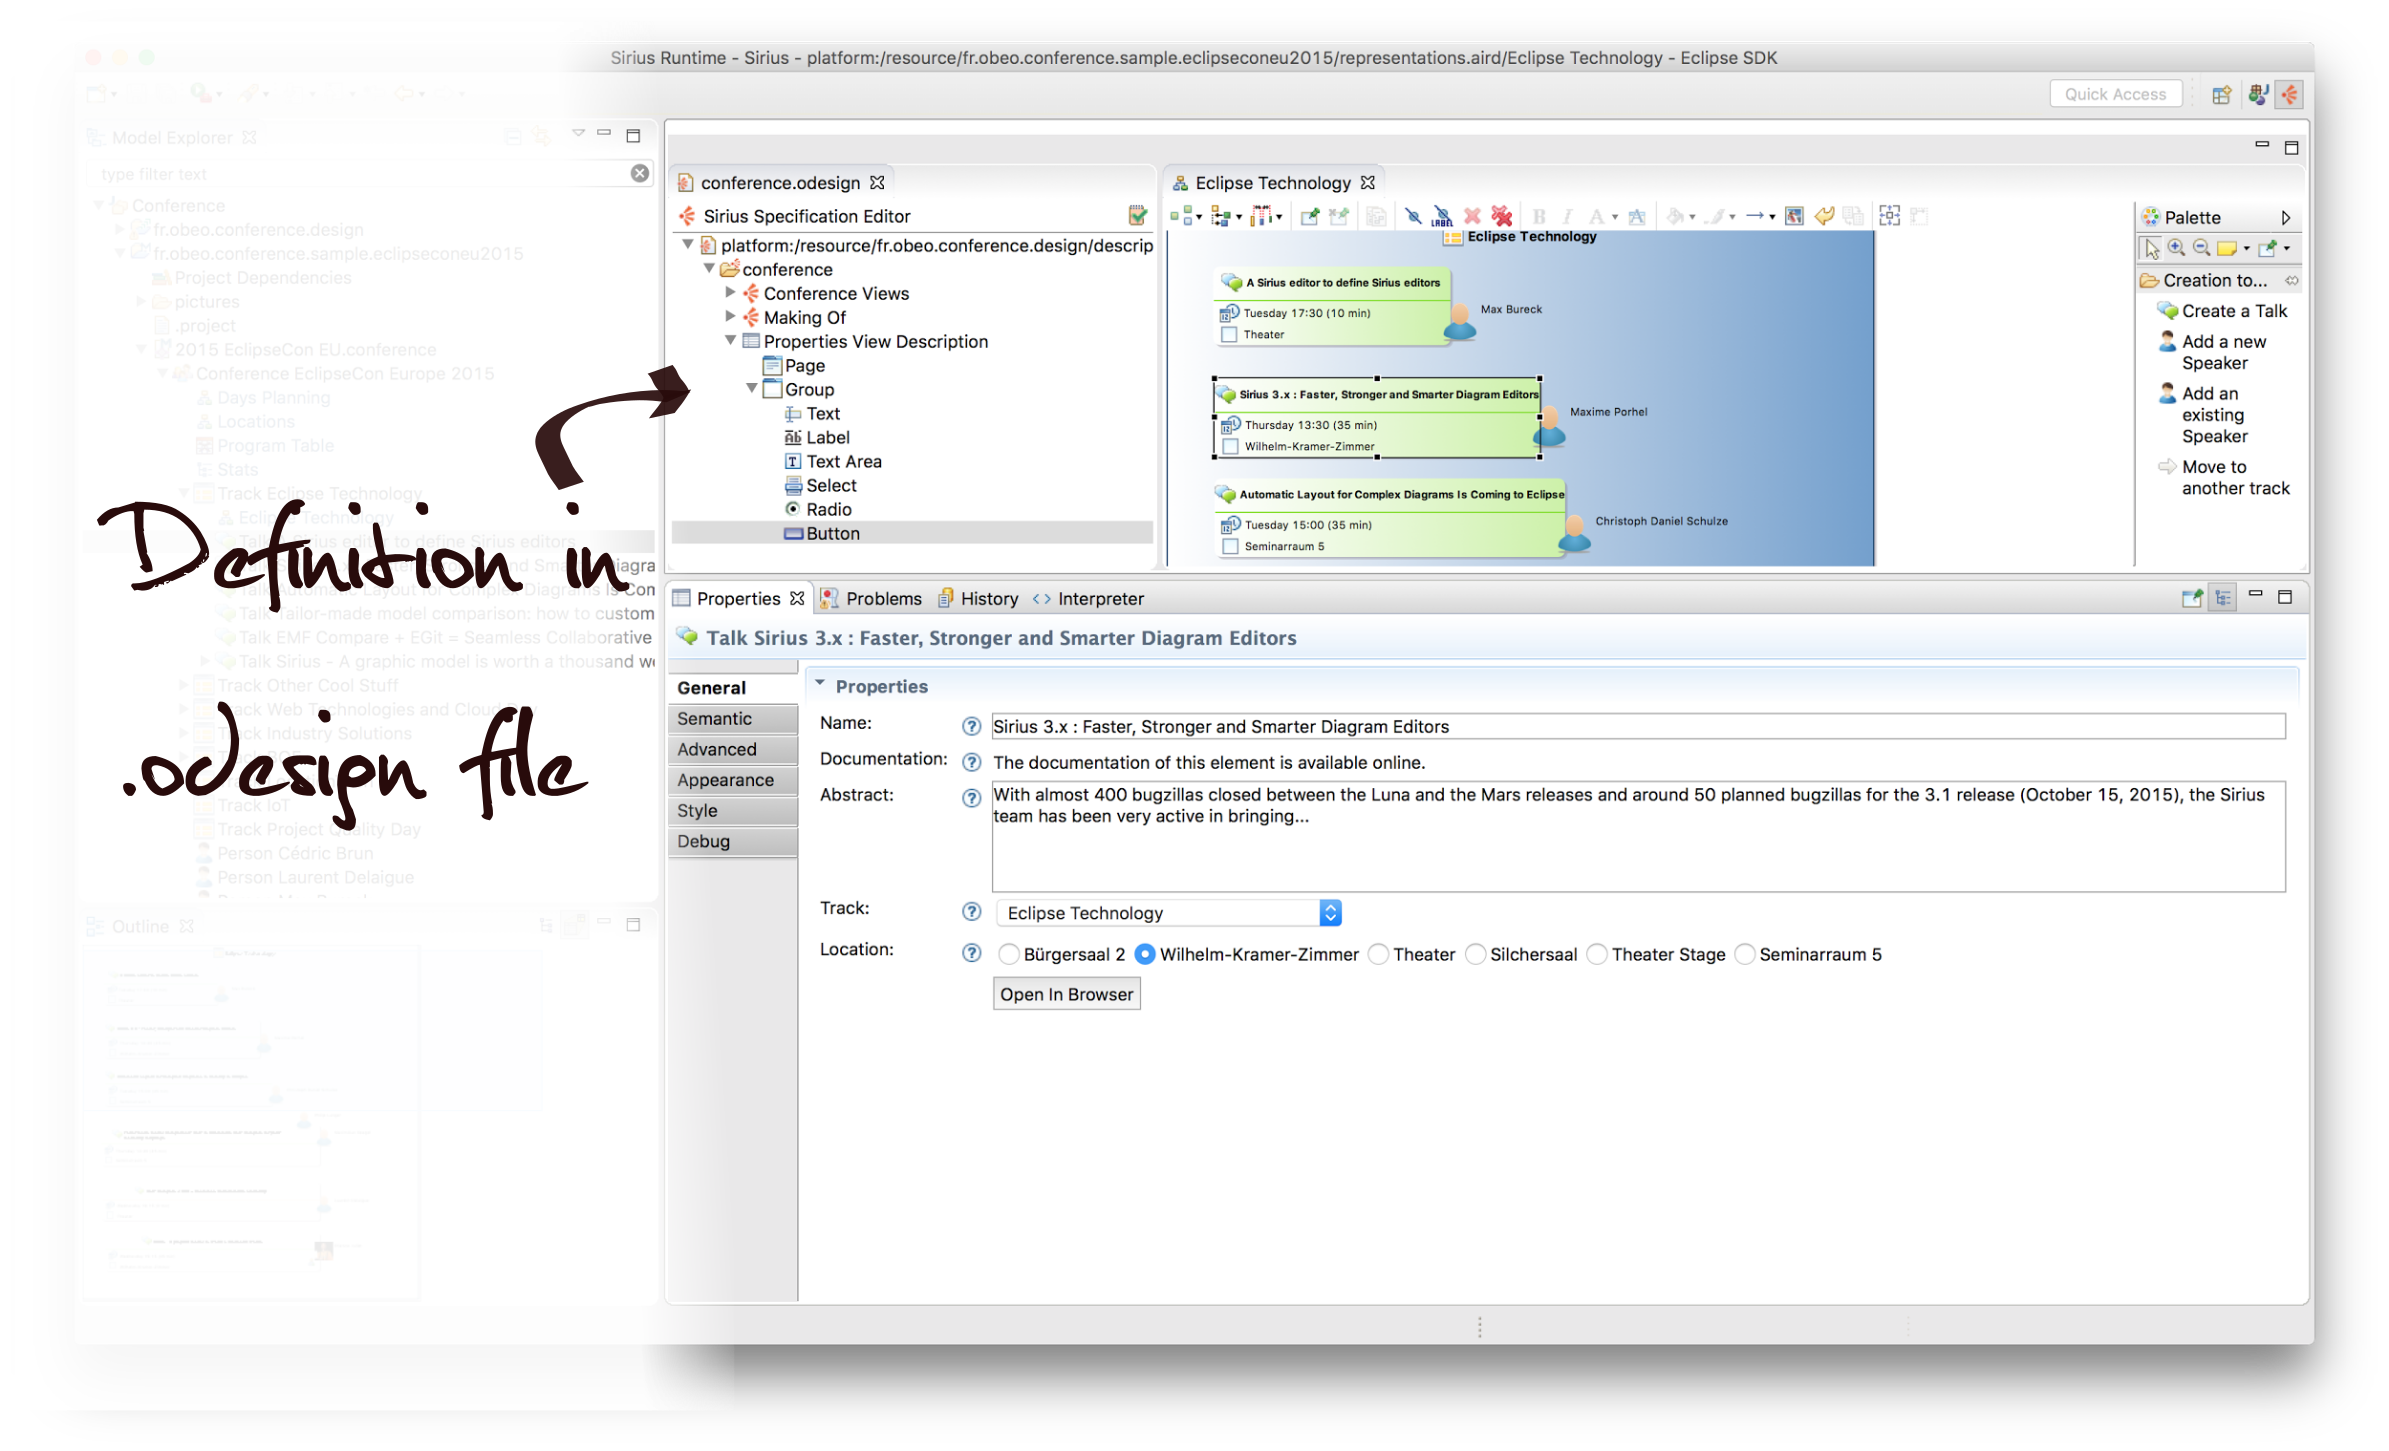 Sirius Runtime - Sirius - platform:/resource/fr.obeo.conference.sample.eclipseconeu2015/representations.aird/Eclipse Technology - Eclipse SDK
Quick Access
Model Explorer
type filter text
Conference
fr.obeo.conference.design
fr.obeo.conference.sample.eclipseconeu2015
Project Dependencies
pictures
.project
2015 EclipseCon EU.conference
Conference EclipseCon Europe 2015
Days Planning
Locations
Program Table
Stats
Track Eclipse Technology
Eclipse Technology
editor to define Sirius editors
Talk Automatic Layout for Complex Diagrams Is Com
Talk Tailor-made model comparison: how to custom
Talk EMF Compare + EGit = Seamless Collaborative
Talk Sirius - A graphic model is worth a thousand we
Track Other Cool Stuff
Track Web Technologies and Cloud
Track Industry Solutions
Track IoT
Track Project Quality Day
Person Cédric Brun
Person Laurent Delaigue
Definition in
.odesign file
Outline
conference.odesign
Sirius Specification Editor
platform:/resource/fr.obeo.conference.design/descrip
conference
Conference Views
Making Of
Properties View Description
Page
Group
Text
Label
Text Area
Select
Radio
Button
Eclipse Technology
LABEL
Eclipse Technology
A Sirius editor to define Sirius editors
Tuesday 17:30 (10 min)
Theater
Max Bureck
Sirius 3.x : Faster, Stronger and Smarter Diagram Editors
Thursday 13:30 (35 min)
Wilhelm-Kramer-Zimmer
Maxime Porhel
Automatic Layout for Complex Diagrams Is Coming to Eclipse
Tuesday 15:00 (35 min)
Seminarraum 5
Christoph Daniel Schulze
Palette
Creation to...
Create a Talk
Add a new
Speaker
Add an
existing
Speaker
Move to
another track
Properties Problems History Interpreter
Talk Sirius 3.x : Faster, Stronger and Smarter Diagram Editors
General
Semantic
Advanced
Appearance
Style
Debug
Properties
Name: Sirius 3.x : Faster, Stronger and Smarter Diagram Editors
Documentation: The documentation of this element is available online.
Abstract: With almost 400 bugzillas closed between the Luna and the Mars releases and around 50 planned bugzillas for the 3.1 release (October 15, 2015), the Sirius
team has been very active in bringing...
Track: Eclipse Technology
Location: Bürgersaal 2 Wilhelm-Kramer-Zimmer Theater Silchersaal Theater Stage Seminarraum 5
Open In Browser